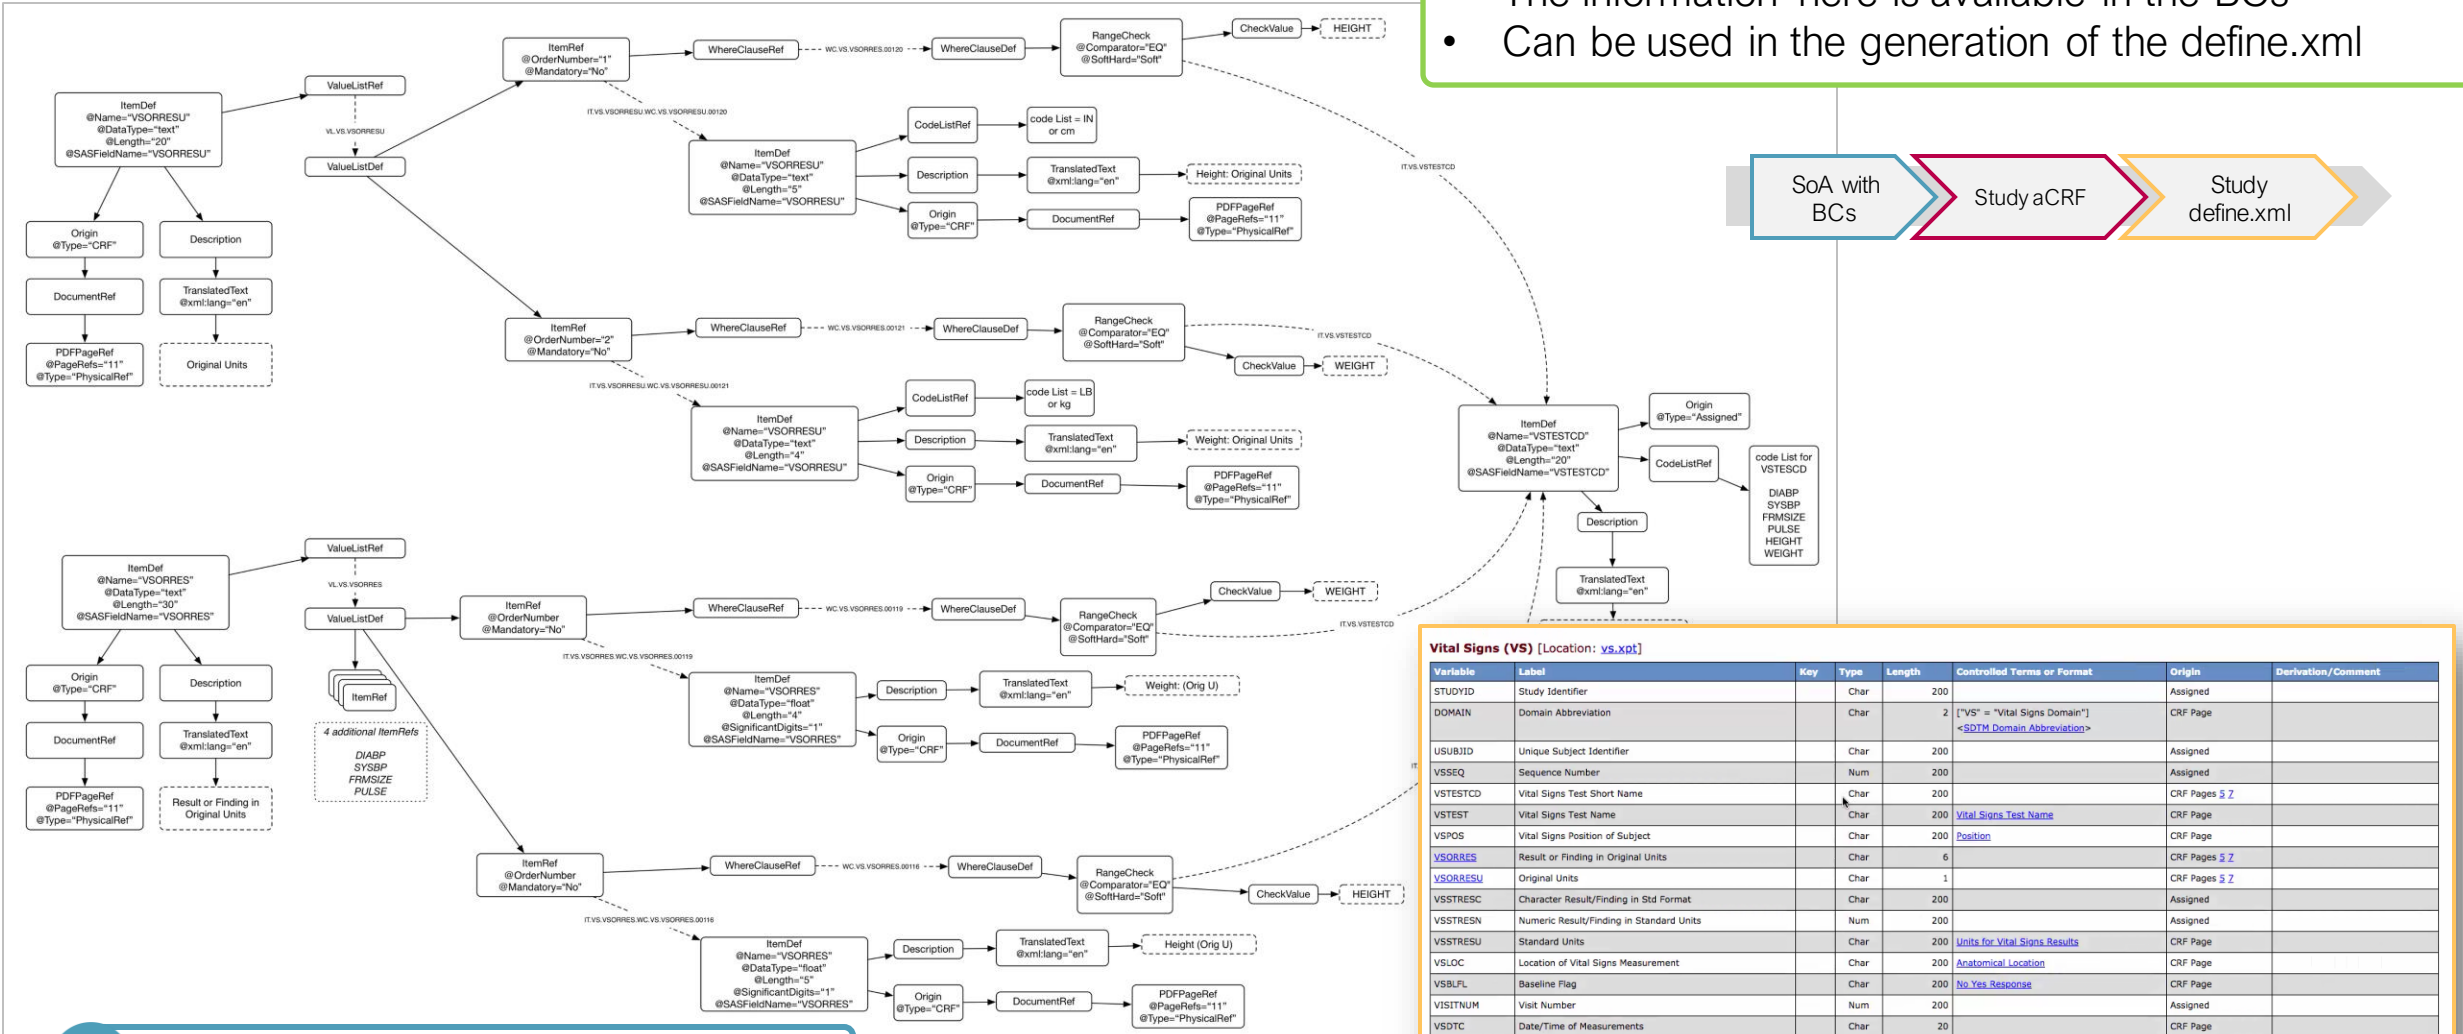 The information here is available in the BCs
• Can be used in the generation of the define.xml
SoA with
BCs
Study aCRF
Study
define.xml
ItemDef
@Name="VSORRESU"
@DataType="text"
@Length="20"
@SASFieldName="VSORRESU"
ValueListRef
VL.VS.VSORRESU
ValueListDef
Origin
@Type="CRF"
Description
DocumentRef
TranslatedText
@xml:lang="en"
PDFPageRef
@PageRefs="11"
@Type="PhysicalRef"
Original Units
ItemRef
@OrderNumber="1"
@Mandatory="No"
WhereClauseRef
WC.VS.VSORRES.00120
WhereClauseDef
RangeCheck
@Comparator="EQ"
@SoftHard="Soft"
CheckValue
HEIGHT
IT.VS.VSORRESU.WC.VS.VSORRESU.00120
ItemDef
@Name="VSORRESU"
@DataType="text"
@Length="5"
@SASFieldName="VSORRESU"
CodeListRef
code List = IN
or cm
Description
TranslatedText
@xml:lang="en"
Height: Original Units
Origin
@Type="CRF"
DocumentRef
PDFPageRef
@PageRefs="11"
@Type="PhysicalRef"
IT.VS.VSTESTCD
ItemRef
@OrderNumber="2"
@Mandatory="No"
WhereClauseRef
WC.VS.VSORRES.00121
WhereClauseDef
RangeCheck
@Comparator="EQ"
@SoftHard="Soft"
IT.VS.VSTESTCD
CheckValue
WEIGHT
IT.VS.VSORRESU.WC.VS.VSORRESU.00121
ItemDef
@Name="VSORRESU"
@DataType="text"
@Length="4"
@SASFieldName="VSORRESU"
CodeListRef
code List = LB
or kg
Description
TranslatedText
@xml:lang="en"
Weight: Original Units
Origin
@Type="CRF"
DocumentRef
PDFPageRef
@PageRefs="11"
@Type="PhysicalRef"
ItemDef
@Name="VSTESTCD"
@DataType="text"
@Length="20"
@SASFieldName="VSTESTCD"
Origin
@Type="Assigned"
CodeListRef
code List for
VSTESCD
DIABP
SYSBP
FRMSIZE
PULSE
HEIGHT
WEIGHT
Description
TranslatedText
@xml:lang="en"
ItemDef
@Name="VSORRES"
@DataType="text"
@Length="30"
@SASFieldName="VSORRES"
ValueListRef
VL.VS.VSORRES
ValueListDef
ItemRef
4 additional ItemRefs
DIABP
SYSBP
FRMSIZE
PULSE
Origin
@Type="CRF"
Description
DocumentRef
TranslatedText
@xml:lang="en"
PDFPageRef
@PageRefs="11"
@Type="PhysicalRef"
Result or Finding in
Original Units
ItemRef
@OrderNumber
@Mandatory="No"
WhereClauseRef
WC.VS.VSORRES.00119
WhereClauseDef
RangeCheck
@Comparator="EQ"
@SoftHard="Soft"
CheckValue
WEIGHT
IT.VS.VSTESTCD
IT.VS.VSORRES.WC.VS.VSORRES.00119
ItemDef
@Name="VSORRES"
@DataType="float"
@Length="4"
@SignificantDigits="1"
@SASFieldName="VSORRES"
Description
TranslatedText
@xml:lang="en"
Weight: (Orig U)
Origin
@Type="CRF"
DocumentRef
PDFPageRef
@PageRefs="11"
@Type="PhysicalRef"
IT.
ItemRef
@OrderNumber
@Mandatory="No"
WhereClauseRef
WC.VS.VSORRES.00116
WhereClauseDef
RangeCheck
@Comparator="EQ"
@SoftHard="Soft"
CheckValue
HEIGHT
IT.VS.VSORRES.WC.VS.VSORRES.00116
ItemDef
@Name="VSORRES"
@DataType="float"
@Length="5"
@SignificantDigits="1"
@SASFieldName="VSORRES"
Description
TranslatedText
@xml:lang="en"
Height (Orig U)
Origin
@Type="CRF"
DocumentRef
PDFPageRef
@PageRefs="11"
@Type="PhysicalRef"
Vital Signs (VS) [Location: vs.xpt]
Variable Label Key Type Length Controlled Terms or Format Origin Derivation/Comment
STUDYID Study Identifier Char 200 Assigned
DOMAIN Domain Abbreviation Char 2 ["VS" = "Vital Signs Domain"] CRF Page
<SDTM Domain Abbreviation>
USUBJID Unique Subject Identifier Char 200 Assigned
VSSEQ Sequence Number Num 200 Assigned
VSTESTCD Vital Signs Test Short Name Char 200 CRF Pages 5 7
VSTEST Vital Signs Test Name Char 200 Vital Signs Test Name CRF Page
VSPOS Vital Signs Position of Subject Char 200 Position CRF Page
VSORRES Result or Finding in Original Units Char 6 CRF Pages 5 7
VSORRESU Original Units Char 1 CRF Pages 5 7
VSSTRESC Character Result/Finding in Std Format Char 200 Assigned
VSSTRESN Numeric Result/Finding in Standard Units Num 200 Assigned
VSSTRESU Standard Units Char 200 Units for Vital Signs Results CRF Page
VSLOC Location of Vital Signs Measurement Char 200 Anatomical Location CRF Page
VSBLFL Baseline Flag Char 200 No Yes Response CRF Page
VISITNUM Visit Number Num 200 Assigned
VSDTC Date/Time of Measurements Char 20 CRF Page